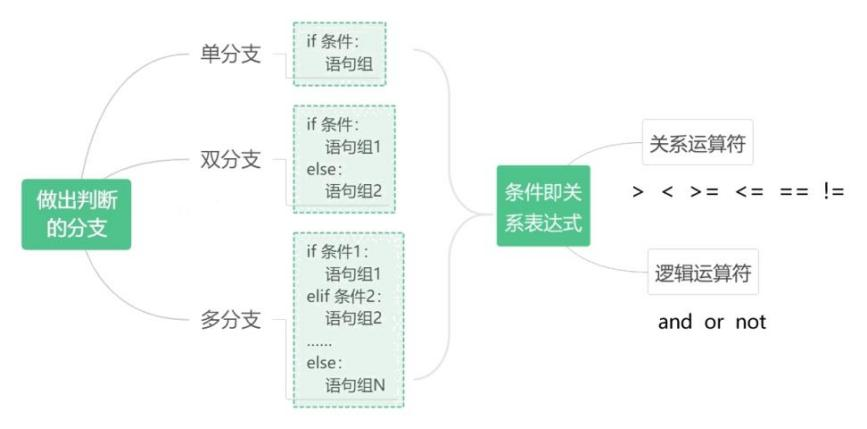 做出判断
的分支
单分支
if 条件：
语句组
双分支
if 条件：
语句组1
else：
语句组2
多分支
if 条件1：
语句组1
elif 条件2：
语句组2
……
else：
语句组N
条件即关
系表达式
关系运算符
> < >= <= == !=
逻辑运算符
and or not